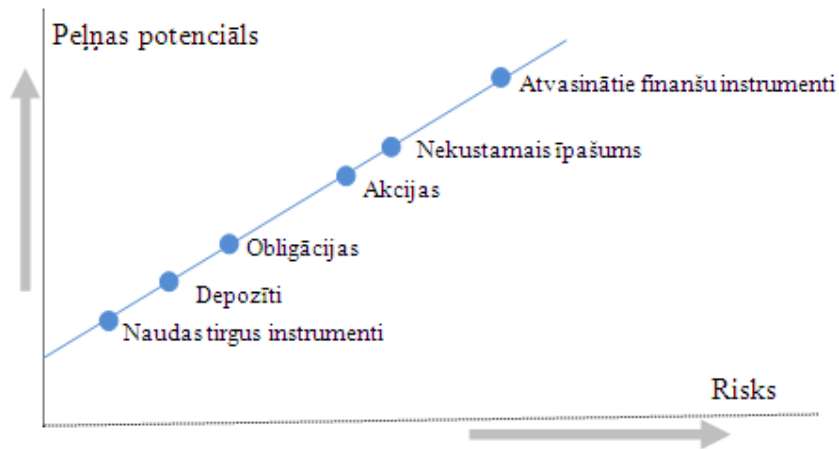 Peļņas potenciāls
Atvasinātie finanšu instrumenti
Nekustamais īpašums
Akcijas
Obligācijas
Depozīti
Naudas tirgus instrumenti
Risks